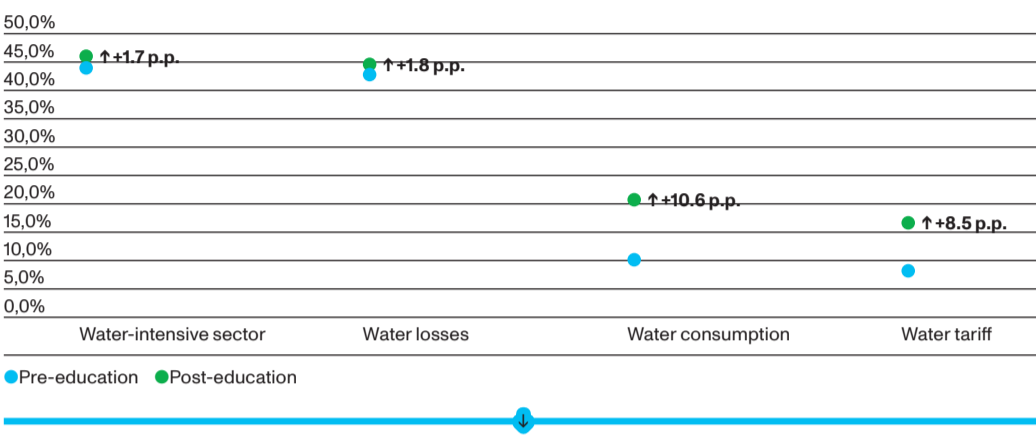 50,0%
45,0%
↑+1.7 p.p.
↑+1.8 p.p.
40,0%
35,0%
30,0%
25,0%
20,0%
↑+10.6 p.p.
15,0%
↑+8.5 p.p.
10,0%
5,0%
0,0%
Water-intensive sector Water losses Water consumption Water tariff
Pre-education Post-education
↓